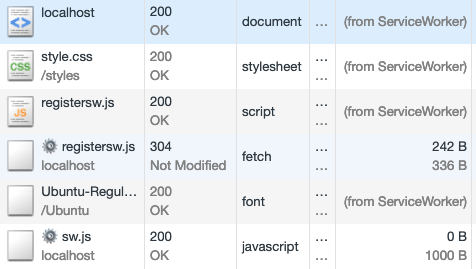 localhost 200 document ... (from ServiceWorker)
OK
style.css 200 stylesheet ... (from ServiceWorker)
/styles OK ...
registersw.js 200 script ... (from ServiceWorker)
OK ...
registersw.js 304 fetch ... 242 B
localhost Not Modified ... 336 B
Ubuntu-Regul... 200 font ... (from ServiceWorker)
/Ubuntu OK ...
sw.js 200 javascript ... 0 B
localhost OK ... 1000 B